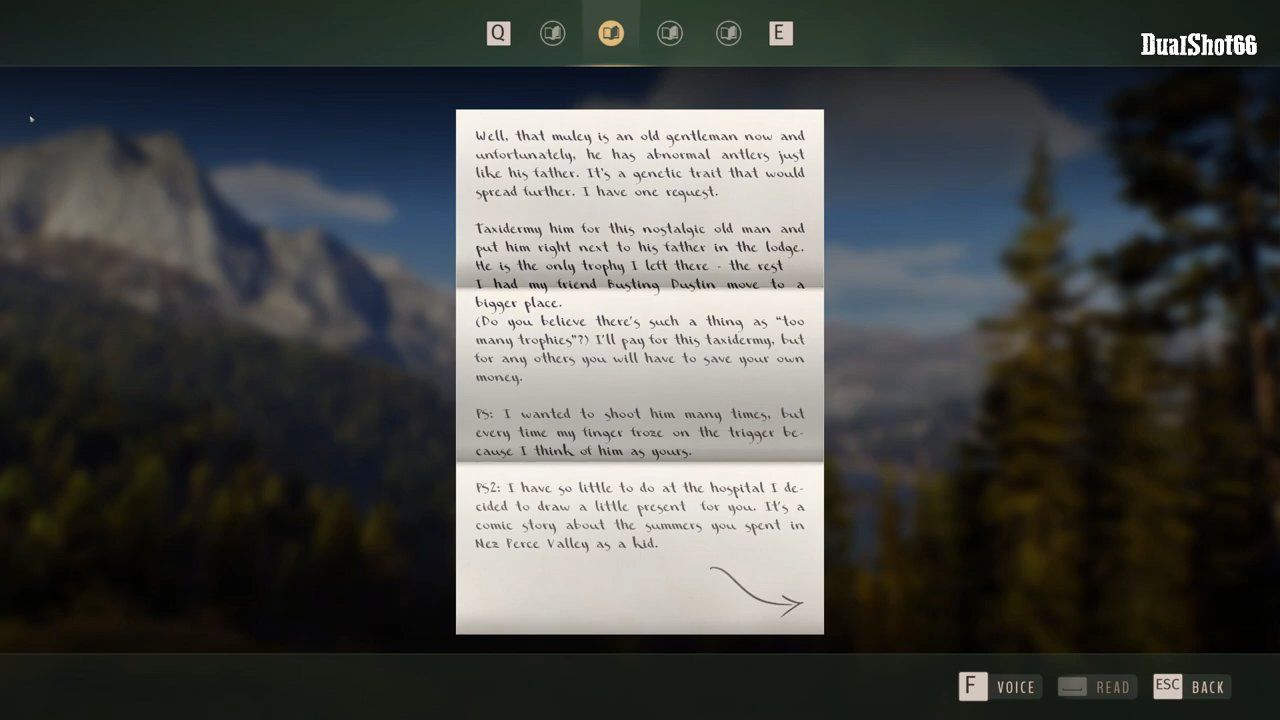 Q
E
DualShot66
Well, that muley is an old gentleman now and
unfortunately, he has abnormal antlers just
like his father. It's a genetic trait that would
spread further. I have one request.
Taxidermy him for this nostalgic old man and
put him right next to his father in the lodge.
He is the only trophy I left there - the rest
I had my friend Busting Dustin move to a
bigger place.
(Do you believe there's such a thing as "too
many trophies"?) I'll pay for this taxidermy, but
for any others you will have to save your own
money.
PS: I wanted to shoot him many times, but
every time my finger froze on the trigger be-
cause I think of him as yours.
PS2: I have so little to do at the hospital I de-
cided to draw a little present for you. It's a
comic story about the summers you spent in
Nez Perce Valley as a kid.
F VOICE
READ
ESC BACK